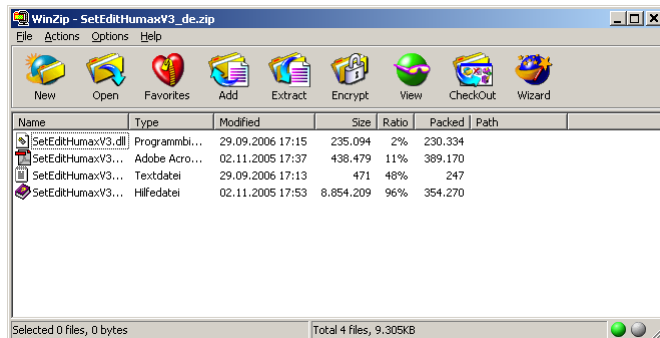 WinZip - SetEditHumaxV3_de.zip
File Actions Options Help
New Open Favorites Add Extract Encrypt View CheckOut Wizard
Name Type Modified Size Ratio Packed Path
SetEditHumaxV3.dll Programmbi... 29.09.2006 17:15 235.094 2% 230.334
SetEditHumaxV3... Adobe Acro... 02.11.2005 17:37 438.479 11% 389.170
SetEditHumaxV3... Textdatei 29.09.2006 17:13 471 48% 247
SetEditHumaxV3... Hilfedatei 02.11.2005 17:53 8.854.209 96% 354.270
Selected 0 files, 0 bytes Total 4 files, 9.305KB